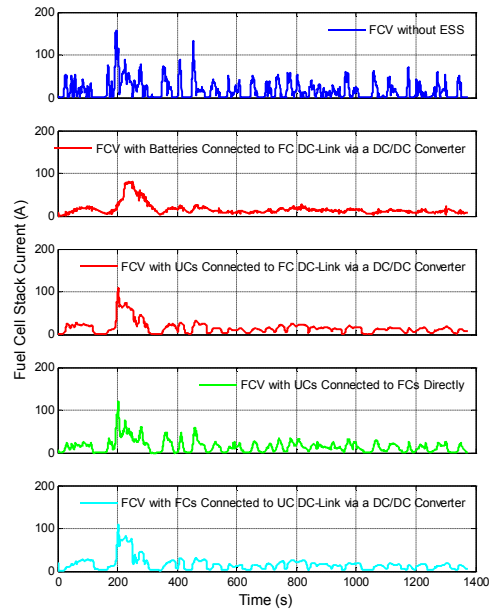 200
FCV without ESS
100
0
200
FCV with Batteries Connected to FC DC-Link via a DC/DC Converter
100
0
200
FCV with UCs Connected to FC DC-Link via a DC/DC Converter
100
0
200
FCV with UCs Connected to FCs Directly
100
0
200
FCV with FCs Connected to UC DC-Link via a DC/DC Converter
100
0
0 200 400 600 800 1000 1200 1400
Time (s)
Fuel Cell Stack Current (A)